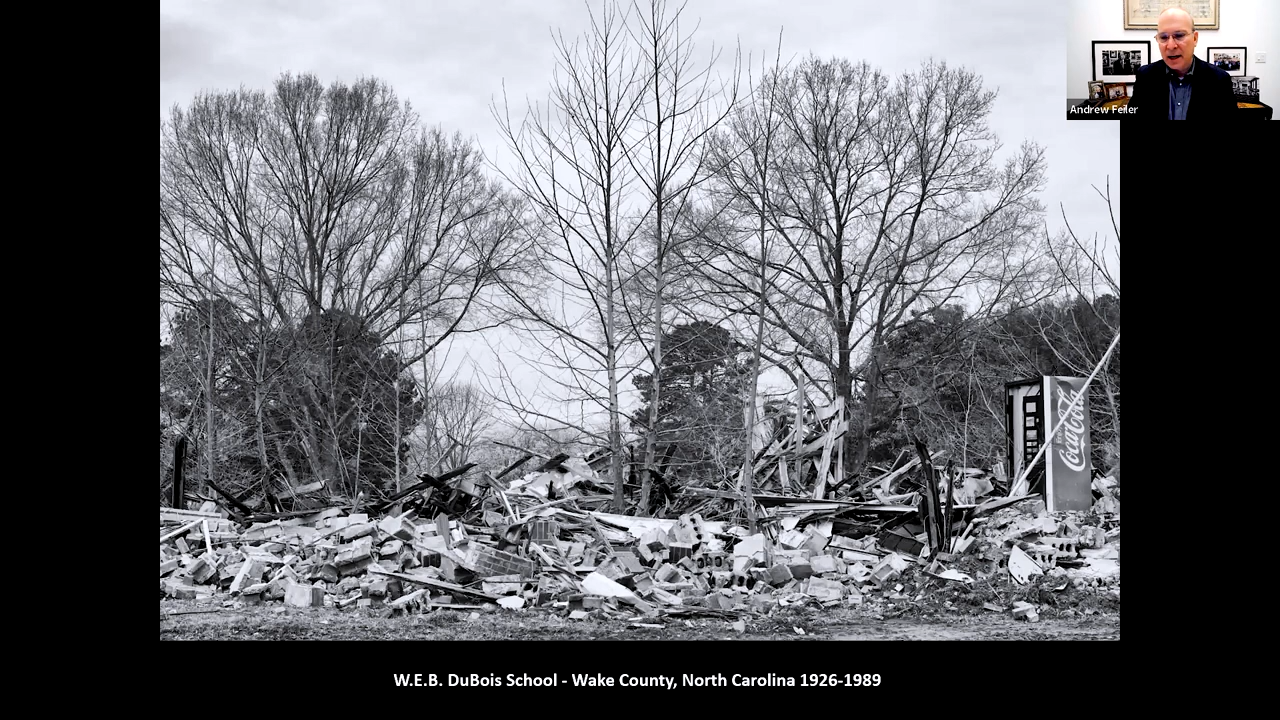 Andrew Feiler
Coca-Cola
W.E.B. DuBois School - Wake County, North Carolina 1926-1989